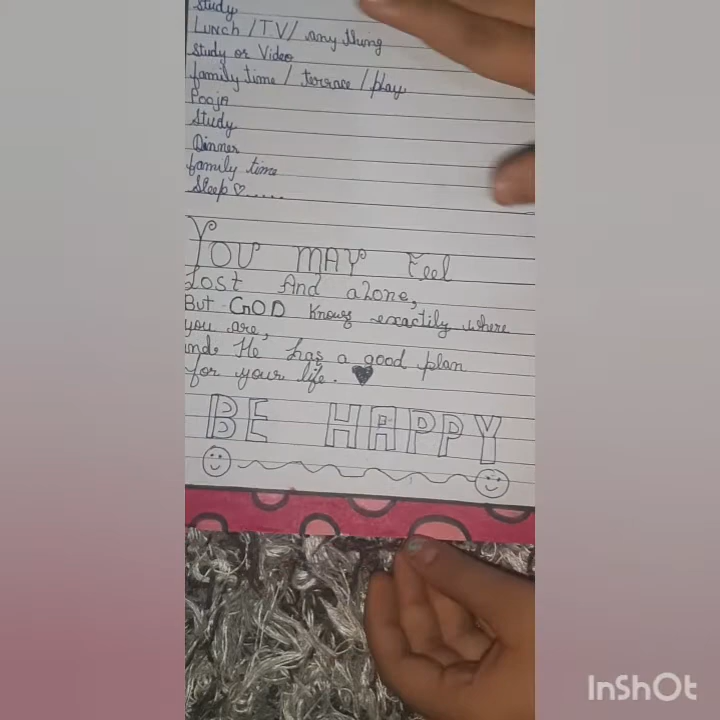 Study
Lunch / TV / any thing
Study or Video
family time / terrace / play
Pooja
Study
Dinner
family time
Sleep♡.....
YOU MAY Feel
Lost And alone,
But GOD knows exactily where
you are,
and. He has a good plan
for your life. ♥
BE HAPPY
InShOt